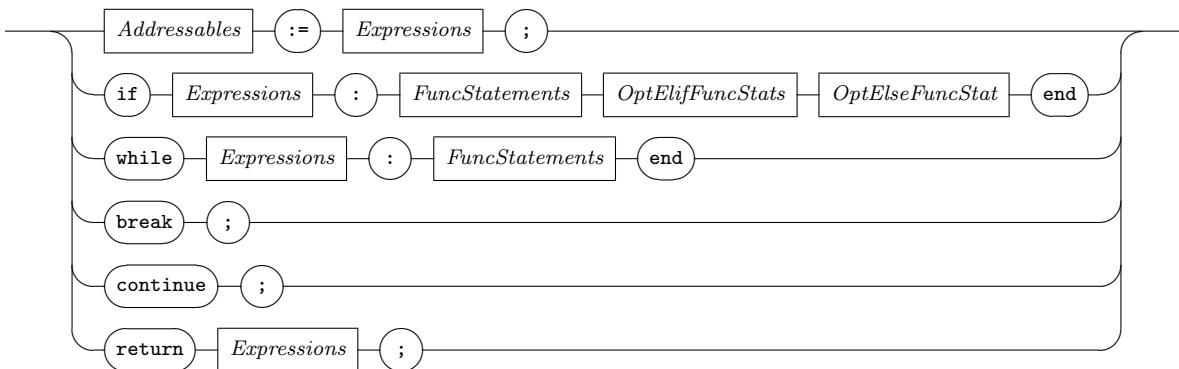 Addressables := Expressions ;
if Expressions : FuncStatements OptElifFuncStats OptElseFuncStat end
while Expressions : FuncStatements end
break ;
continue ;
return Expressions ;